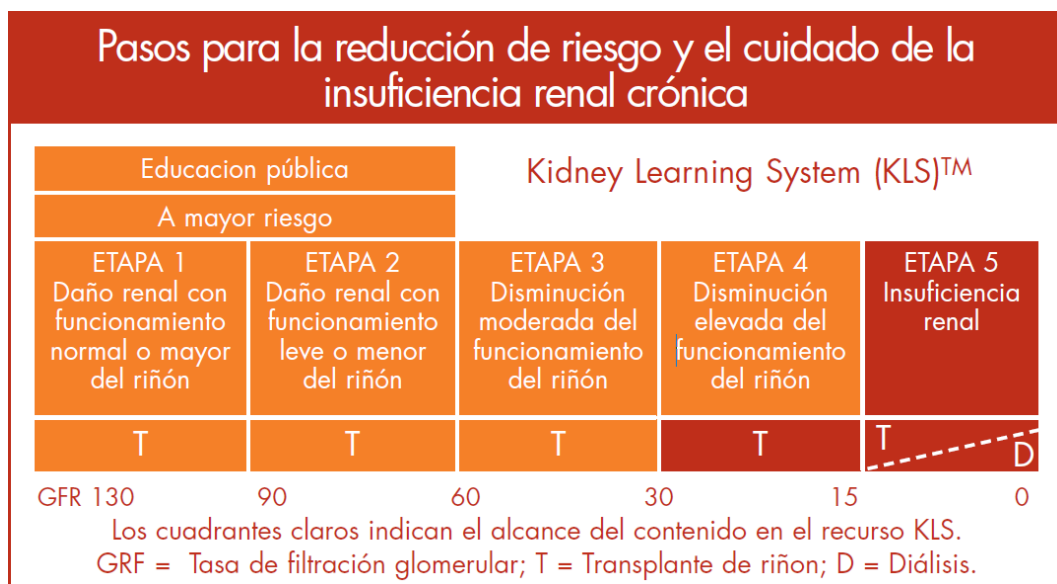 Pasos para la reducción de riesgo y el cuidado de la
insuficiencia renal crónica
Educacion pública
Kidney Learning System (KLS)™
A mayor riesgo
ETAPA 1
Daño renal con
funcionamiento
normal o mayor
del riñón
ETAPA 2
Daño renal con
funcionamiento
leve o menor
del riñón
ETAPA 3
Disminución
moderada del
funcionamiento
del riñón
ETAPA 4
Disminución
elevada del
funcionamiento
del riñón
ETAPA 5
Insuficiencia
renal
T T T T T D
GFR 130 90 60 30 15 0
Los cuadrantes claros indican el alcance del contenido en el recurso KLS.
GRF = Tasa de filtración glomerular; T = Transplante de riñon; D = Diálisis.